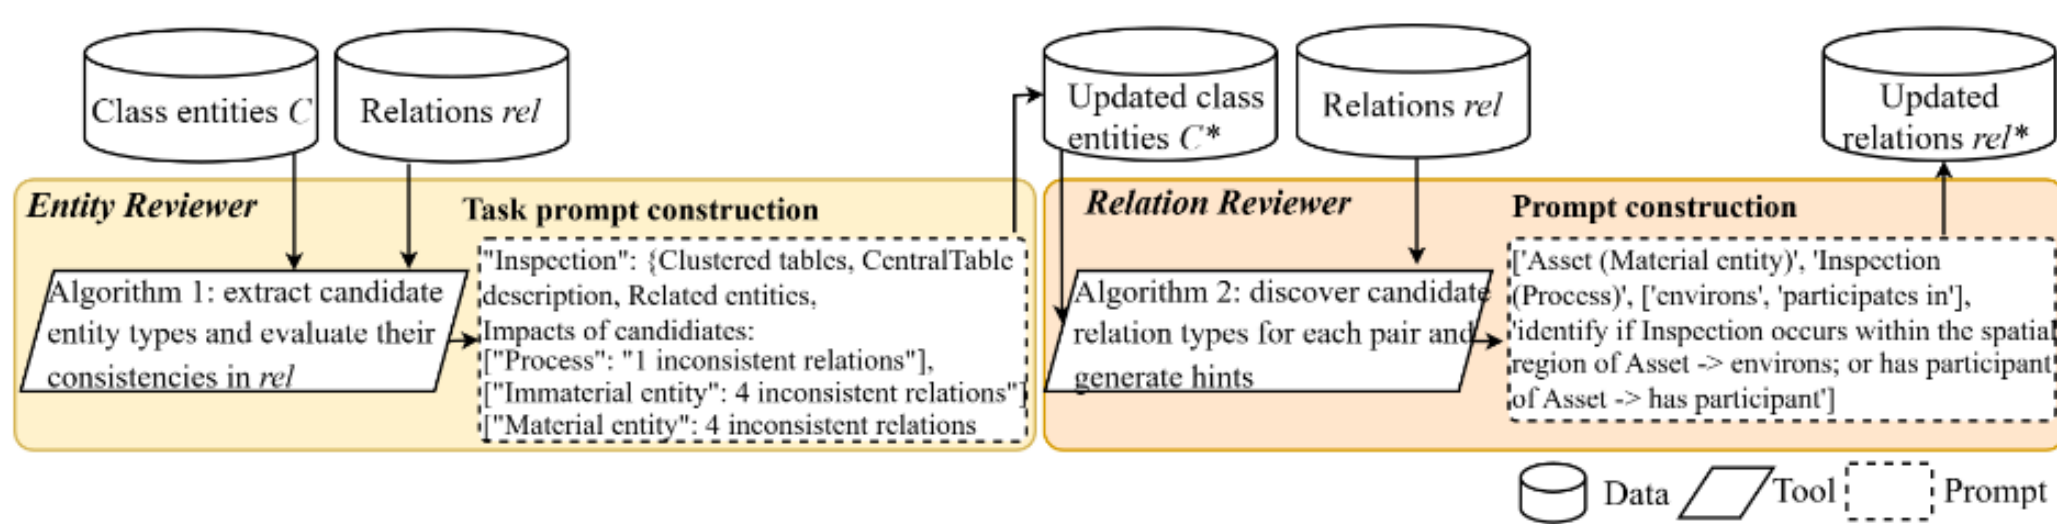 Class entities C
Relations rel
Updated class
entities C*
Relations rel
Updated
relations rel*
Entity Reviewer
Task prompt construction
Algorithm 1: extract candidate
entity types and evaluate their
consistencies in rel
"Inspection": {Clustered tables, CentralTable
description, Related entities,
Impacts of candidiates:
["Process": "1 inconsistent relations"],
["Immaterial entity": 4 inconsistent relations"]
["Material entity": 4 inconsistent relations
Relation Reviewer
Prompt construction
Algorithm 2: discover candidate
relation types for each pair and
generate hints
['Asset (Material entity)', 'Inspection
(Process)', ['environs', 'participates in'],
'identify if Inspection occurs within the spatial
region of Asset -> environs; or has participant
of Asset -> has participant']
Data
Tool
Prompt